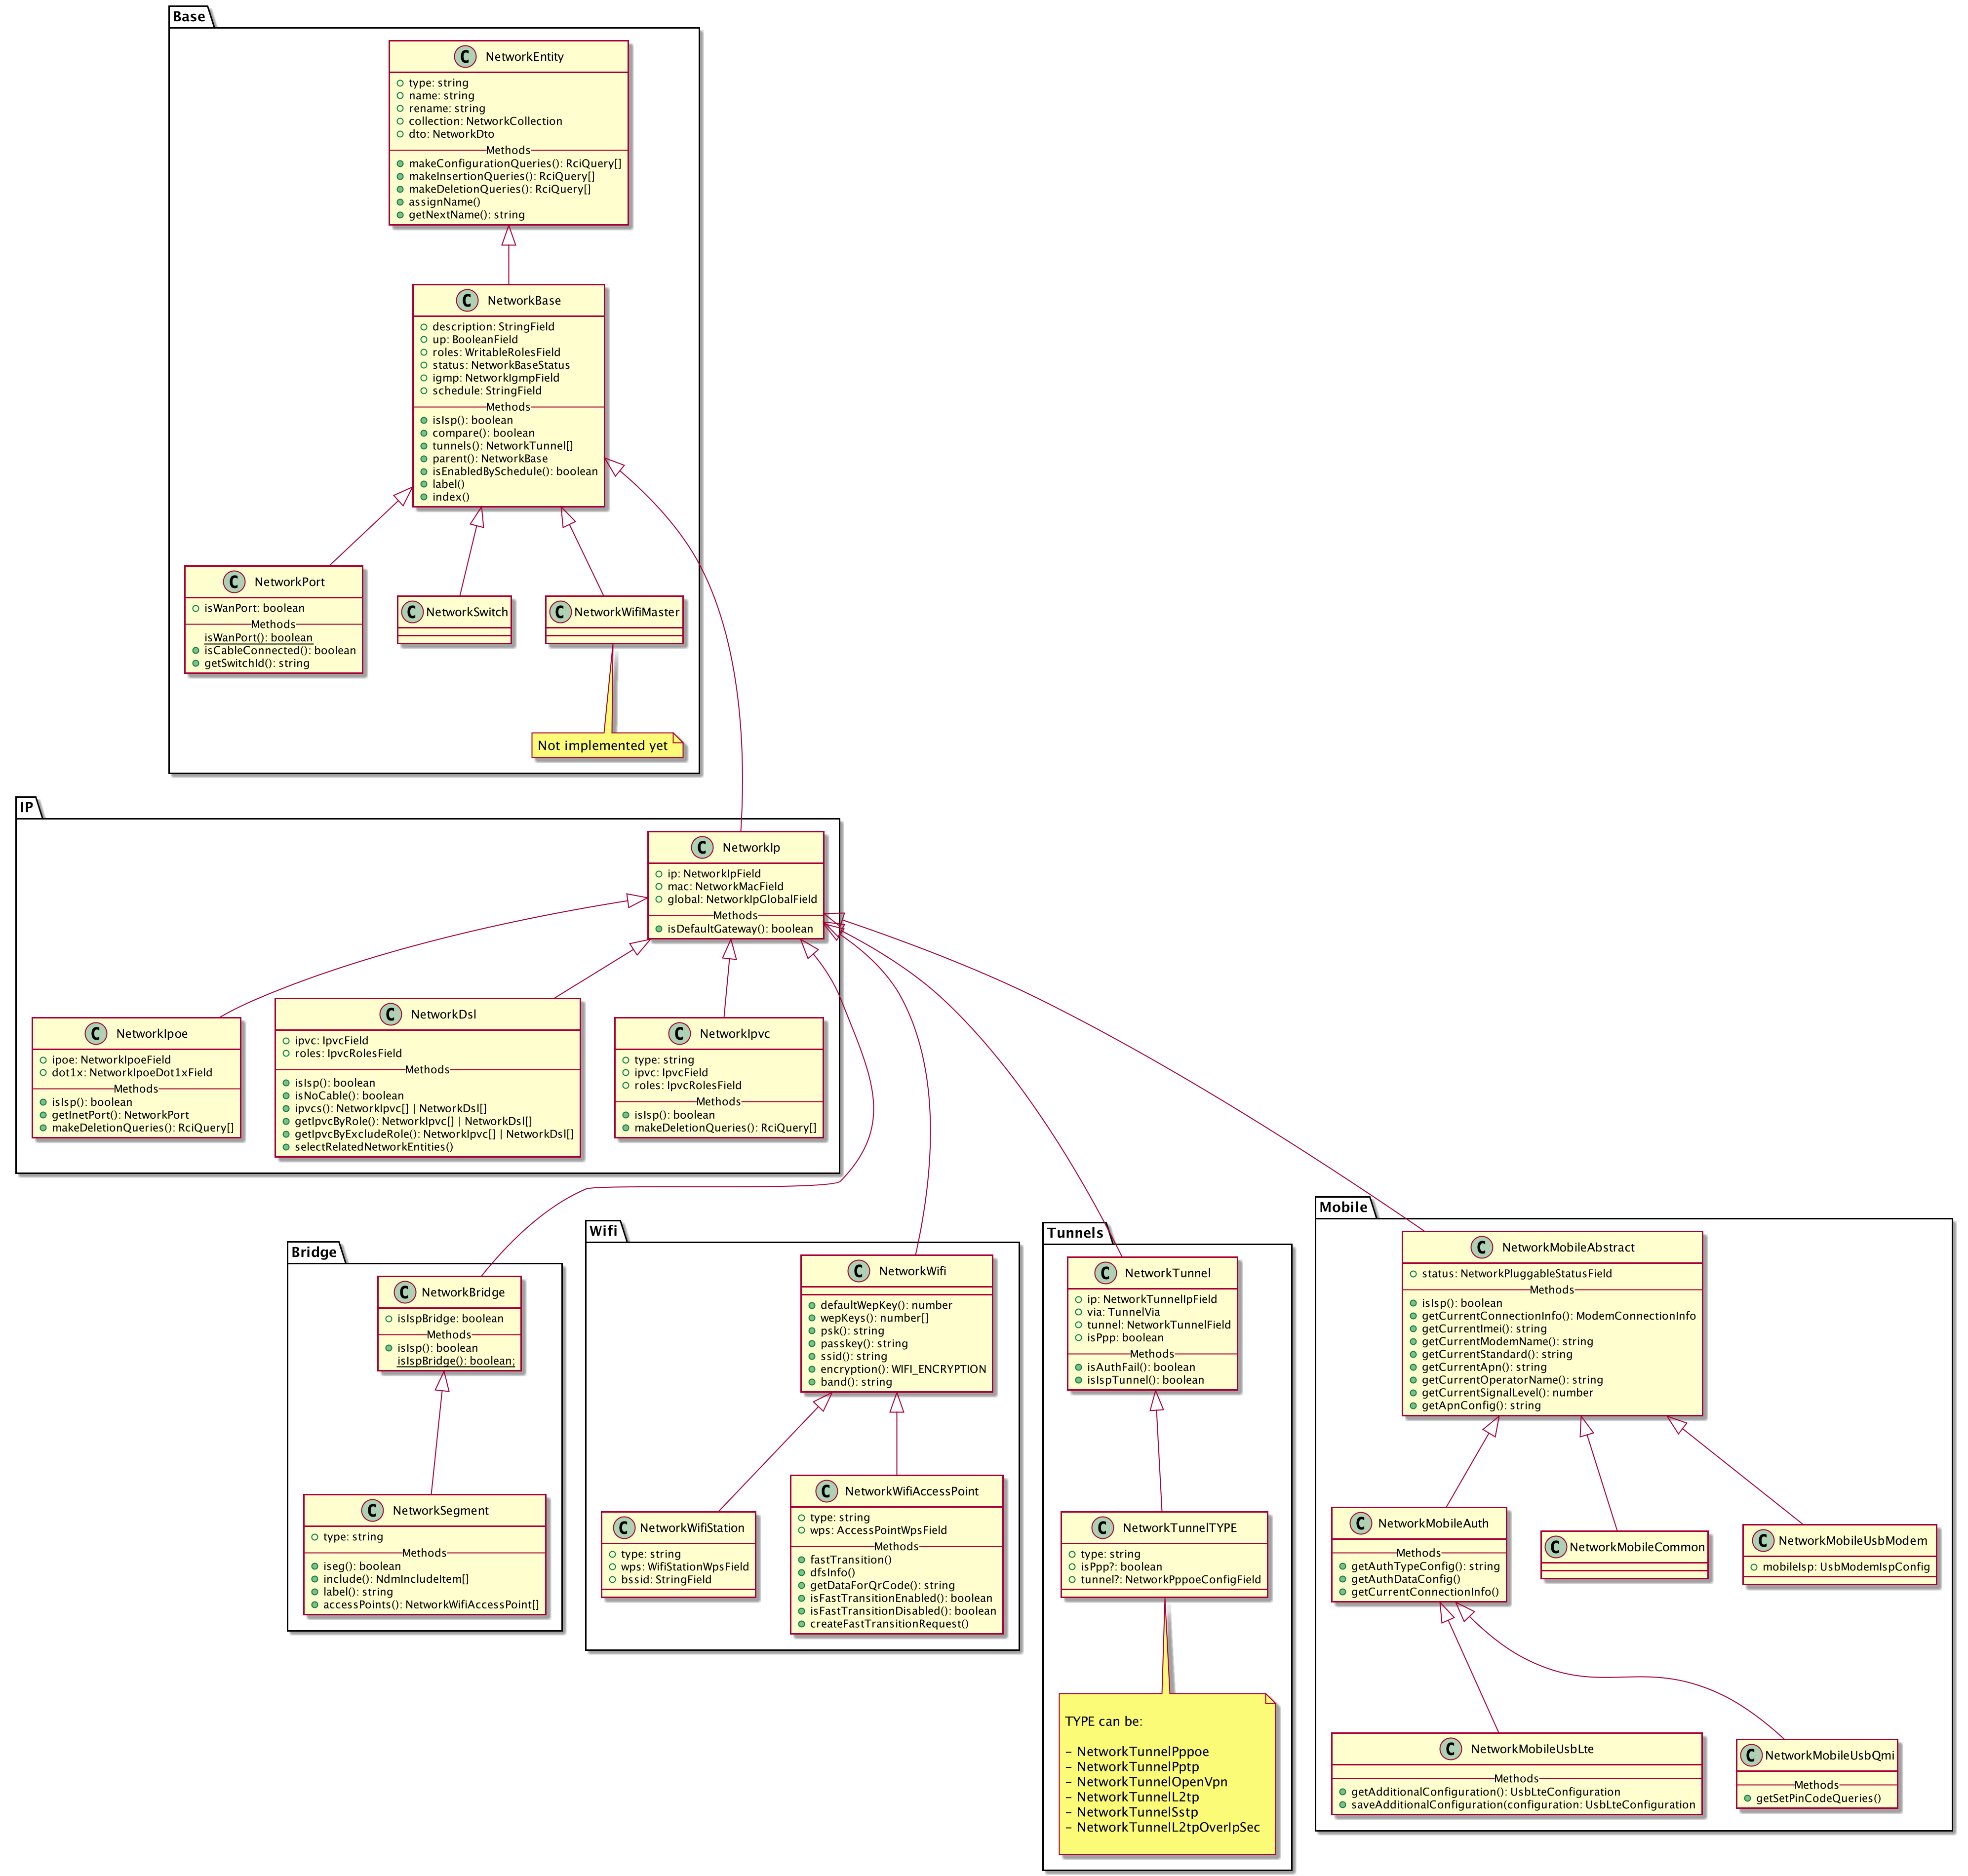 Base
C NetworkEntity
type: string
name: string
rename: string
collection: NetworkCollection
dto: NetworkDto
Methods
makeConfigurationQueries(): RciQuery[]
makeInsertionQueries(): RciQuery[]
makeDeletionQueries(): RciQuery[]
assignName()
getNextName(): string
C NetworkBase
description: StringField
up: BooleanField
roles: WritableRolesField
status: NetworkBaseStatus
igmp: NetworkIgmpField
schedule: StringField
Methods
isIsp(): boolean
compare(): boolean
tunnels(): NetworkTunnel[]
parent(): NetworkBase
isEnabledBySchedule(): boolean
label()
index()
C NetworkPort
isWanPort: boolean
Methods
isWanPort(): boolean
isCableConnected(): boolean
getSwitchId(): string
C NetworkSwitch
C NetworkWifiMaster
Not implemented yet
IP
C NetworkIp
ip: NetworkIpField
mac: NetworkMacField
global: NetworkIpGlobalField
Methods
isDefaultGateway(): boolean
C NetworkIpoe
ipoe: NetworkIpoeField
dot1x: NetworkIpoeDot1xField
Methods
isIsp(): boolean
getInetPort(): NetworkPort
makeDeletionQueries(): RciQuery[]
C NetworkDsl
ipvc: IpvcField
roles: IpvcRolesField
Methods
isIsp(): boolean
isNoCable(): boolean
ipvcs(): NetworkIpvc[] | NetworkDsl[]
getIpvcByRole(): NetworkIpvc[] | NetworkDsl[]
getIpvcByExcludeRole(): NetworkIpvc[] | NetworkDsl[]
selectRelatedNetworkEntities()
C NetworkIpvc
type: string
ipvc: IpvcField
roles: IpvcRolesField
Methods
isIsp(): boolean
makeDeletionQueries(): RciQuery[]
Bridge
C NetworkBridge
isIspBridge: boolean
Methods
isIsp(): boolean
isIspBridge(): boolean;
C NetworkSegment
type: string
Methods
iseg(): boolean
include(): NdmIncludeItem[]
label(): string
accessPoints(): NetworkWifiAccessPoint[]
Wifi
C NetworkWifi
defaultWepKey(): number
wepKeys(): number[]
psk(): string
passkey(): string
ssid(): string
encryption(): WIFI_ENCRYPTION
band(): string
C NetworkWifiStation
type: string
wps: WifiStationWpsField
bssid: StringField
C NetworkWifiAccessPoint
type: string
wps: AccessPointWpsField
Methods
fastTransition()
dfsInfo()
getDataForQrCode(): string
isFastTransitionEnabled(): boolean
isFastTransitionDisabled(): boolean
createFastTransitionRequest()
Tunnels
C NetworkTunnel
ip: NetworkTunnelIpField
via: TunnelVia
tunnel: NetworkTunnelField
isPpp: boolean
Methods
isAuthFail(): boolean
isIspTunnel(): boolean
C NetworkTunnelTYPE
type: string
isPpp?: boolean
tunnel?: NetworkPppoeConfigField
TYPE can be:
- NetworkTunnelPppoe
- NetworkTunnelPptp
- NetworkTunnelOpenVpn
- NetworkTunnelL2tp
- NetworkTunnelSstp
- NetworkTunnelL2tpOverIpSec
Mobile
C NetworkMobileAbstract
status: NetworkPluggableStatusField
Methods
isIsp(): boolean
getCurrentConnectionInfo(): ModemConnectionInfo
getCurrentImei(): string
getCurrentModemName(): string
getCurrentStandard(): string
getCurrentApn(): string
getCurrentOperatorName(): string
getCurrentSignalLevel(): number
getApnConfig(): string
C NetworkMobileAuth
Methods
getAuthTypeConfig(): string
getAuthDataConfig()
getCurrentConnectionInfo()
C NetworkMobileCommon
C NetworkMobileUsbModem
mobileIsp: UsbModemIspConfig
C NetworkMobileUsbLte
Methods
getAdditionalConfiguration(): UsbLteConfiguration
saveAdditionalConfiguration(configuration: UsbLteConfiguration
C NetworkMobileUsbQmi
Methods
getSetPinCodeQueries()